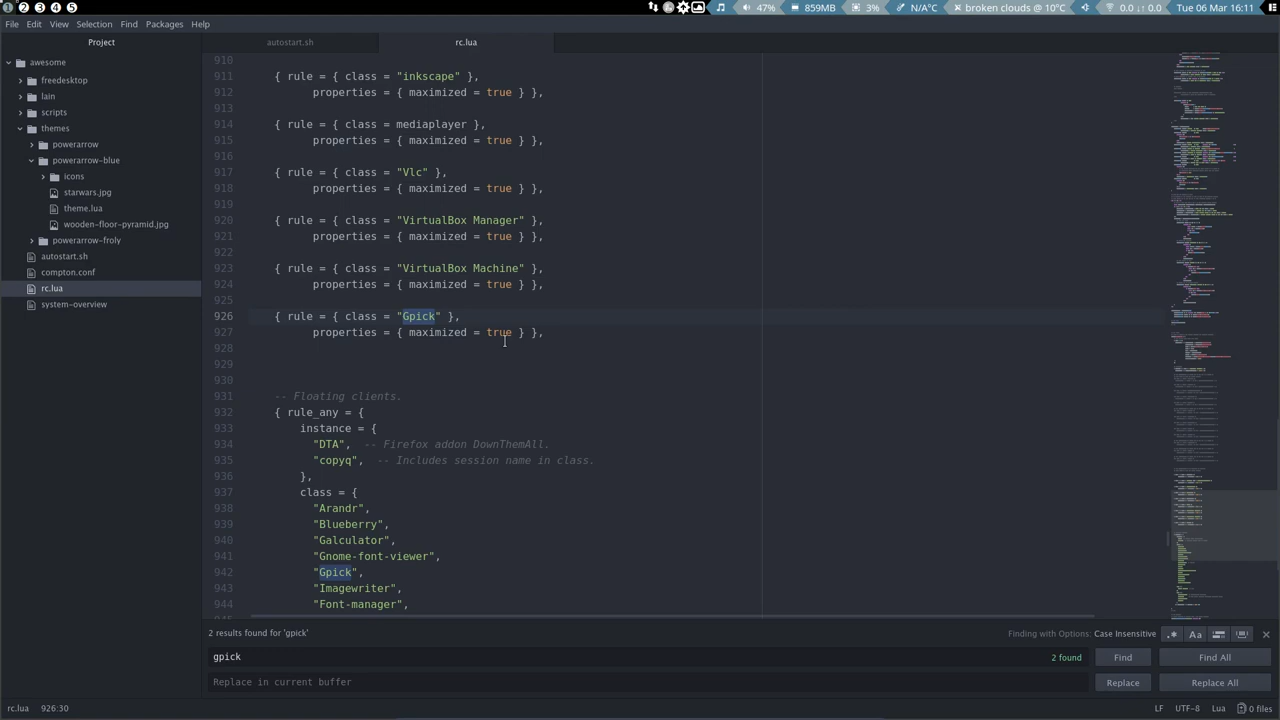 1 2 3 4 5
47% 859MB 3% N/A°C broken clouds @ 10°C 0.0 ↓↑ 0.0 Tue 06 Mar 16:11
File Edit View Selection Find Packages Help
Project autostart.sh rc.lua
awesome
freedesktop
lain
scripts
themes
powerarrow
powerarrow-blue
icons
starwars.jpg
theme.lua
wooden-floor-pyramid.jpg
powerarrow-froly
autostart.sh
compton.conf
rc.lua
system-overview
910
911 { rule = { class = "inkscape" },
912 properties = { maximized = true } },
913
914 { rule = { class = mediaplayer },
915 properties = { maximized = true } },
916
917 { rule = { class = "Vlc" },
918 properties = { maximized = true } },
919
920 { rule = { class = "VirtualBox Manager" },
921 properties = { maximized = true } },
922
923 { rule = { class = "VirtualBox Machine" },
924 properties = { maximized = true } },
925
926 { rule = { class = "Gpick" },
927 properties = { maximized = true } },
928
929
930
931 -- Floating clients.
932 { rule_any = {
933 instance = {
934 "DTA", -- Firefox addon DownThemAll.
935 "copyq", -- Includes session name in class.
936 },
937 class = {
938 "Arandr",
939 "Blueberry",
940 "Galculator",
941 "Gnome-font-viewer",
942 "Gpick",
943 "Imagewriter",
944 "Font-manager",
2 results found for 'gpick' Finding with Options: Case Insensitive .* Aa
gpick 2 found Find Find All
Replace in current buffer Replace Replace All
rc.lua 926:30 LF UTF-8 Lua 0 files